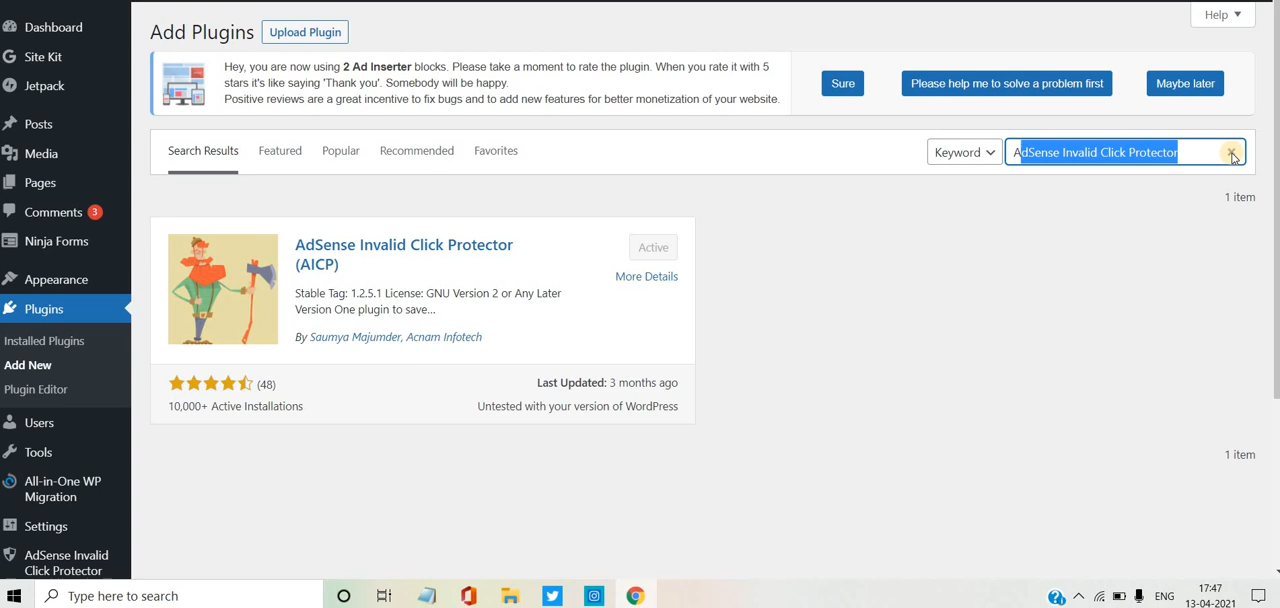 Dashboard
Site Kit
Jetpack
Posts
Media
Pages
Comments 3
Ninja Forms
Appearance
Plugins
Installed Plugins
Add New
Plugin Editor
Users
Tools
All-in-One WP
Migration
Settings
AdSense Invalid
Click Protector
Add Plugins
Upload Plugin
Help
Hey, you are now using 2 Ad Inserter blocks. Please take a moment to rate the plugin. When you rate it with 5
stars it's like saying 'Thank you'. Somebody will be happy.
Positive reviews are a great incentive to fix bugs and to add new features for better monetization of your website.
Sure
Please help me to solve a problem first
Maybe later
Search Results Featured Popular Recommended Favorites
Keyword
AdSense Invalid Click Protector
1 item
AdSense Invalid Click Protector
(AICP)
Active
More Details
Stable Tag: 1.2.5.1 License: GNU Version 2 or Any Later
Version One plugin to save...
By Saumya Majumder, Acnam Infotech
(48)
Last Updated: 3 months ago
10,000+ Active Installations
Untested with your version of WordPress
1 item
Type here to search
ENG
17:47
13-04-2021